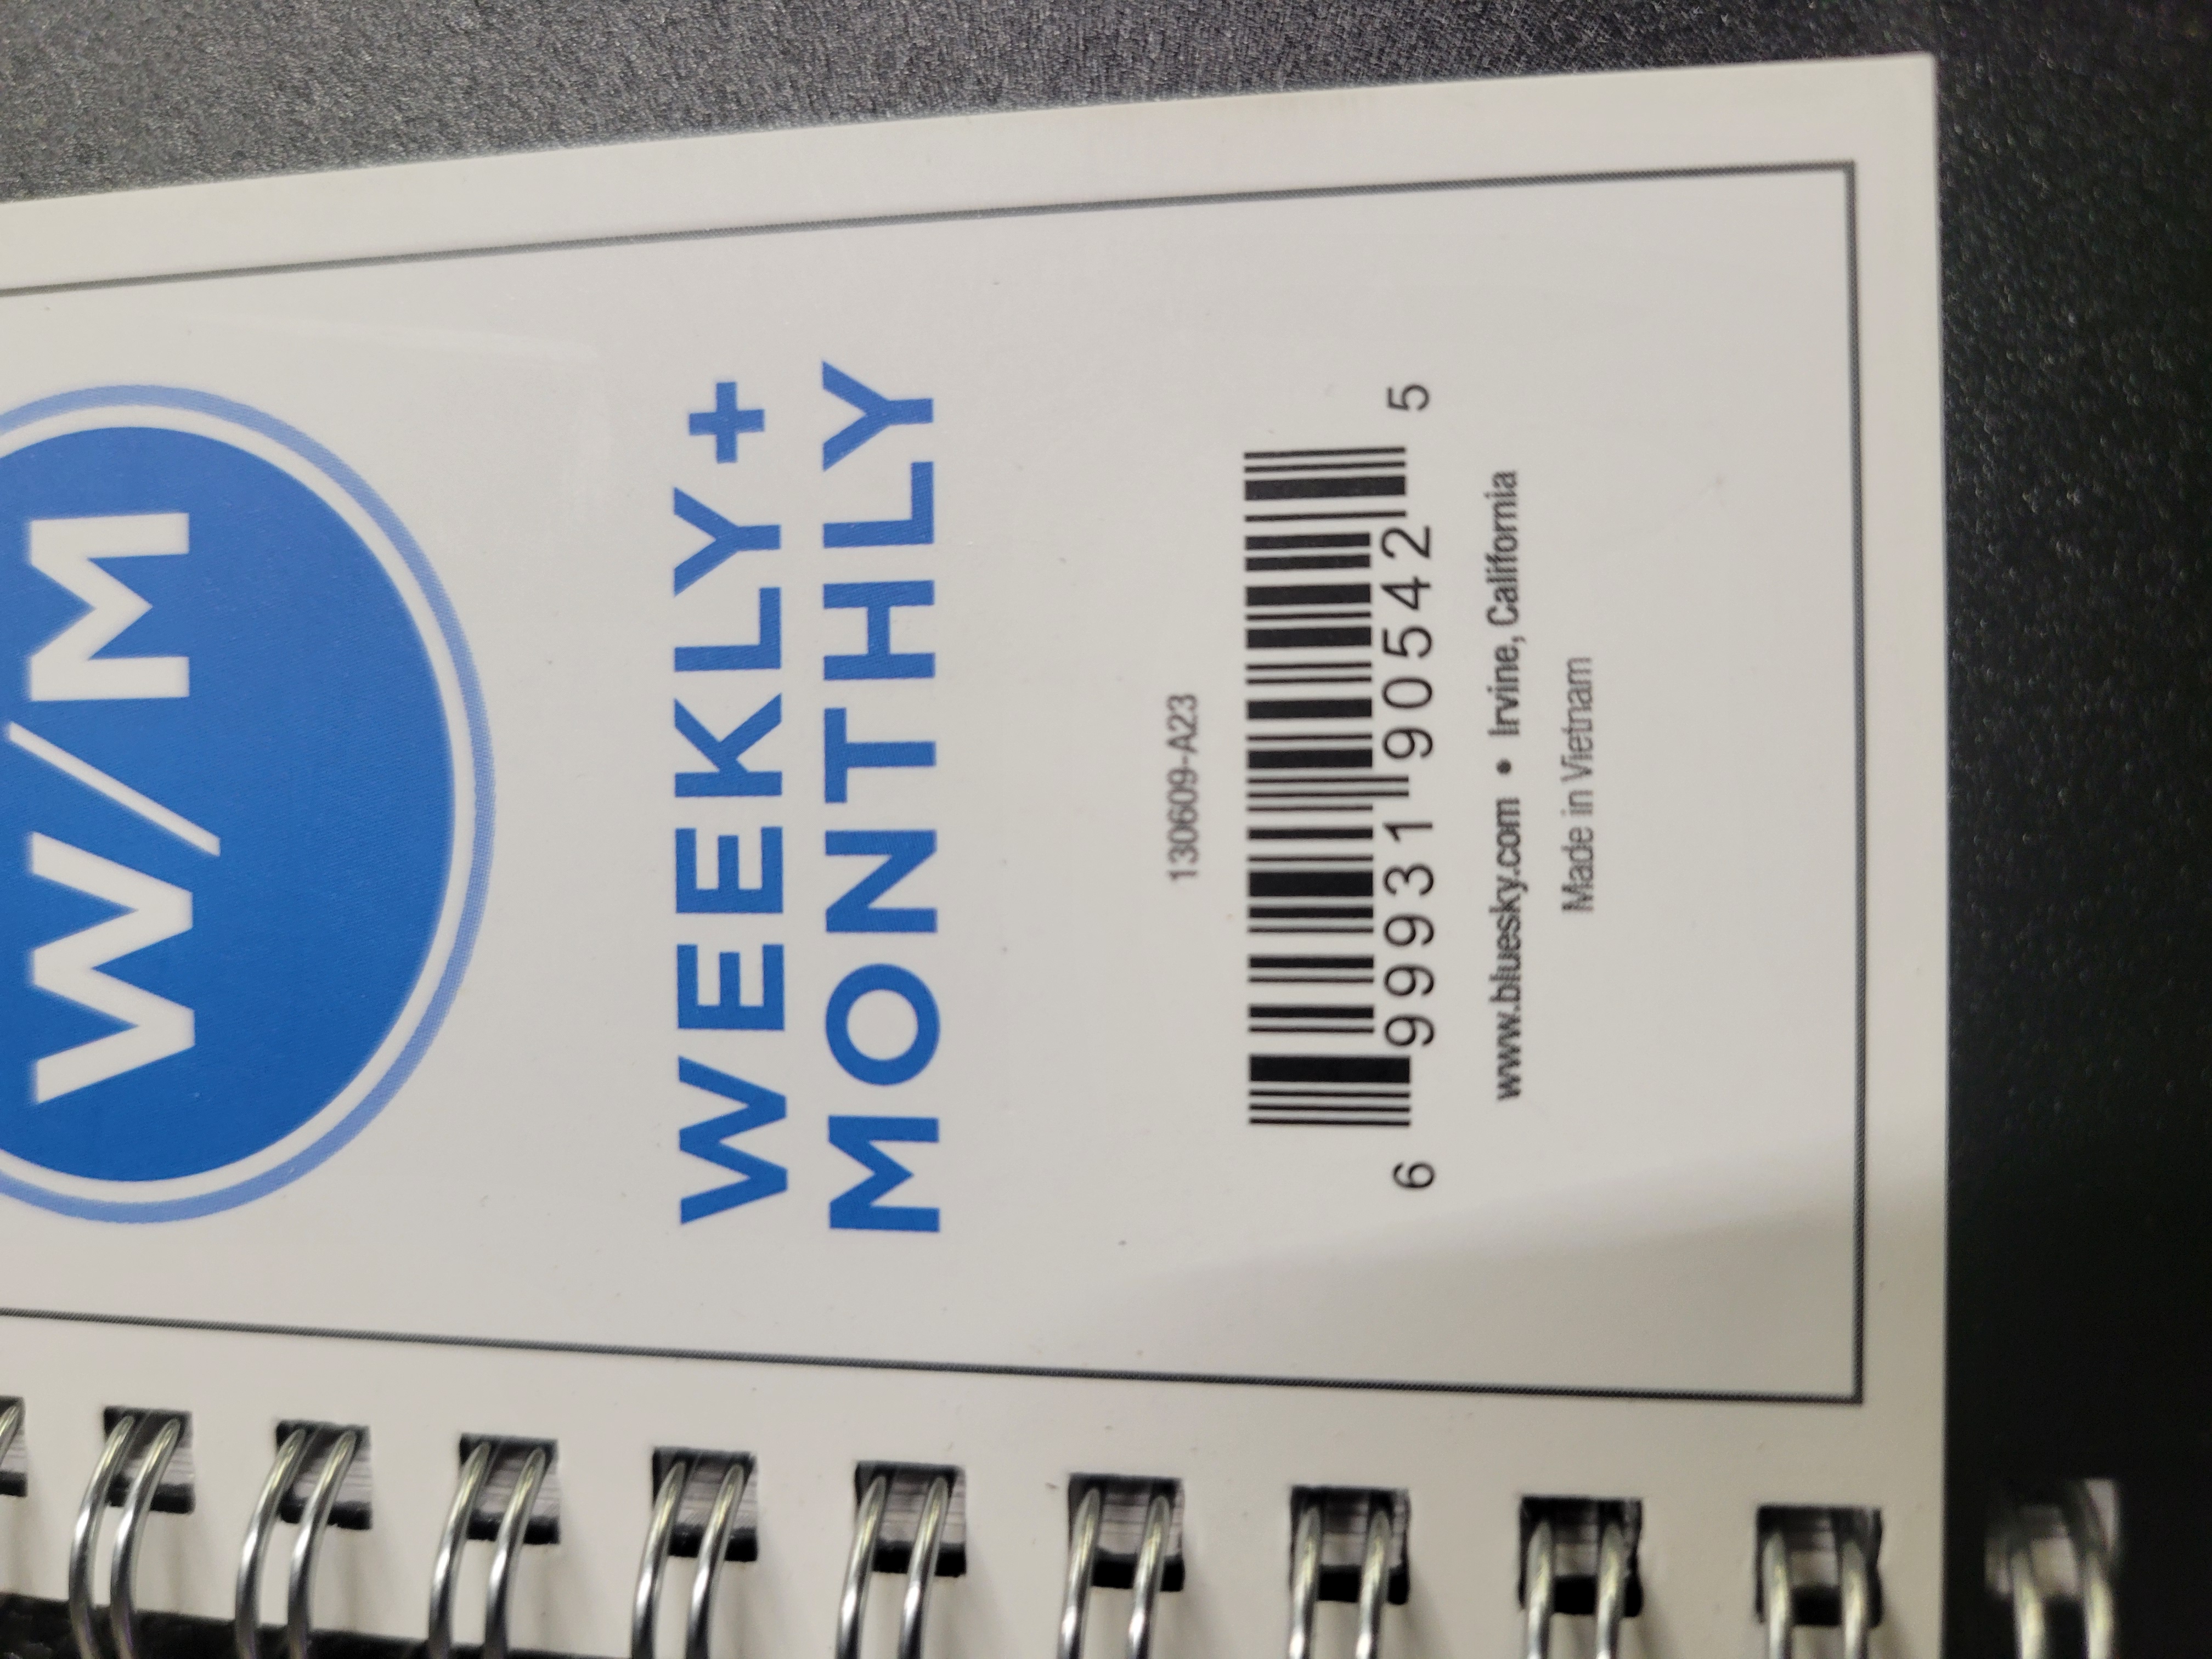 W/M
WEEKLY+
MONTHLY
130609-A23
6 99931 90542 5
www.bluesky.com • Irvine, California
Made in Vietnam